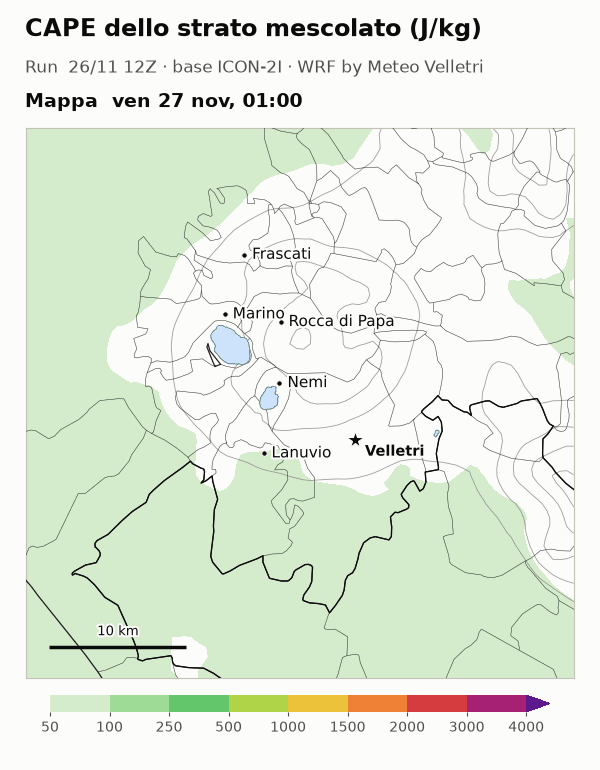 CAPE dello strato mescolato (J/kg)
Run  26/11 12Z · base ICON-2I · WRF by Meteo Velletri
Mappa  ven 27 nov, 01:00
Frascati
Marino
Rocca di Papa
Nemi
Velletri
Lanuvio
10 km
50 100 250 500 1000 1500 2000 3000 4000